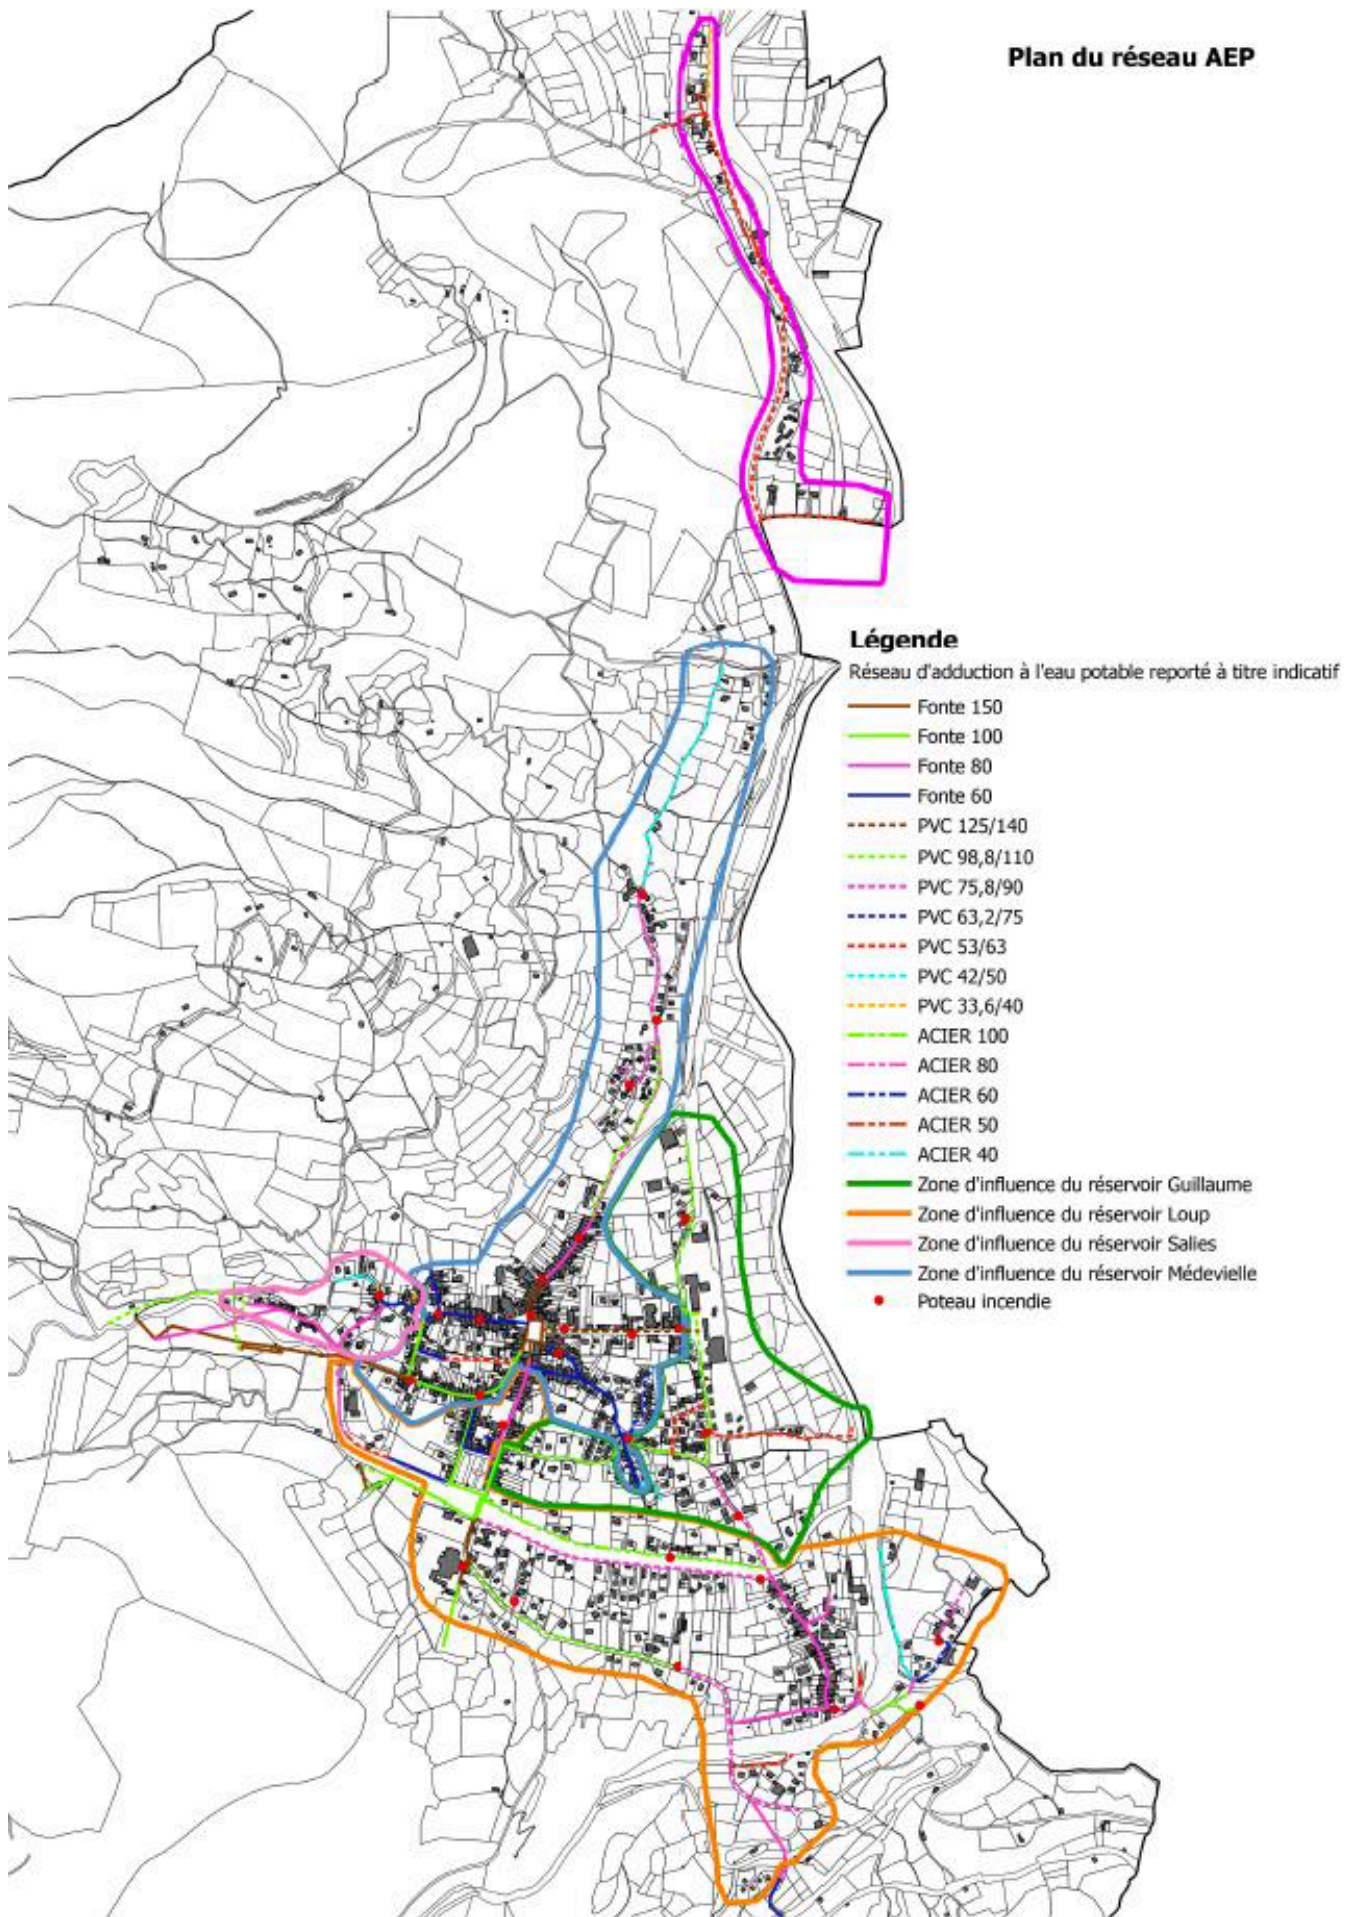 Plan du réseau AEP
Légende
Réseau d'adduction à l'eau potable reporté à titre indicatif
Fonte 150
Fonte 100
Fonte 80
Fonte 60
PVC 125/140
PVC 98,8/110
PVC 75,8/90
PVC 63,2/75
PVC 53/63
PVC 42/50
PVC 33,6/40
ACIER 100
ACIER 80
ACIER 60
ACIER 50
ACIER 40
Zone d'influence du réservoir Guillaume
Zone d'influence du réservoir Loup
Zone d'influence du réservoir Salies
Zone d'influence du réservoir Médevielle
Poteau incendie